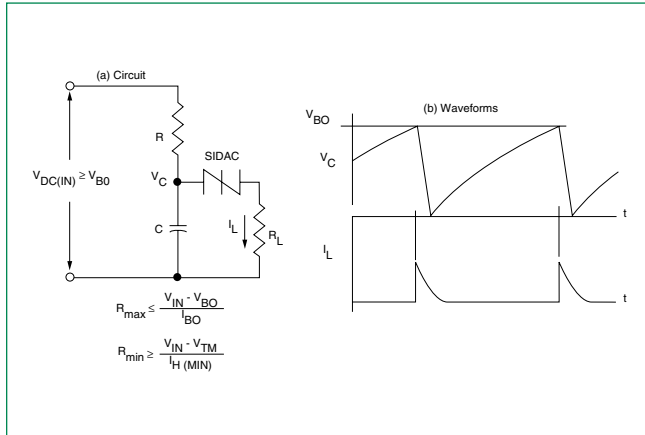 (a) Circuit
R
SIDAC
V_DC(IN) ≥ V_B0
V_C
C
I_L
R_L
R_max ≤ (V_IN - V_BO) / I_BO
R_min ≥ (V_IN - V_TM) / I_H (MIN)
(b) Waveforms
V_BO
V_C
t
I_L
t